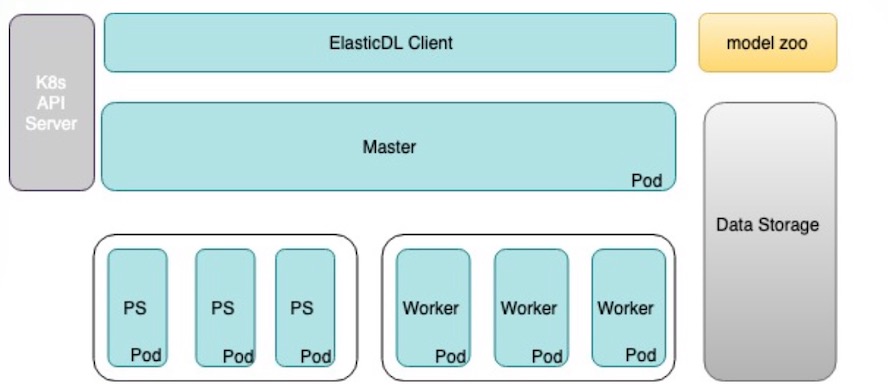 ElasticDL Client
model zoo
K8s
API
Server
Master
Pod
Data Storage
PS
Pod
PS
Pod
PS
Pod
Worker
Pod
Worker
Pod
Worker
Pod